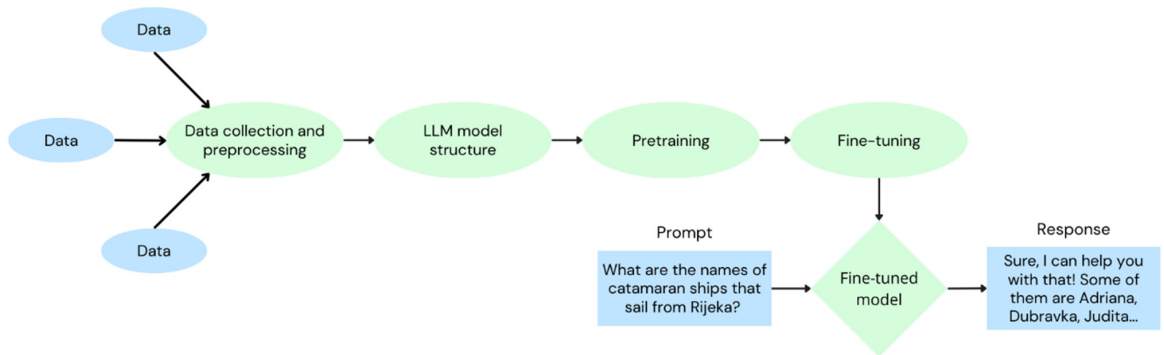 Data
Data
Data
Data collection and
preprocessing
LLM model
structure
Pretraining
Fine-tuning
Prompt
What are the names of
catamaran ships that
sail from Rijeka?
Fine-tuned
model
Response
Sure, I can help you
with that! Some of
them are Adriana,
Dubravka, Judita...